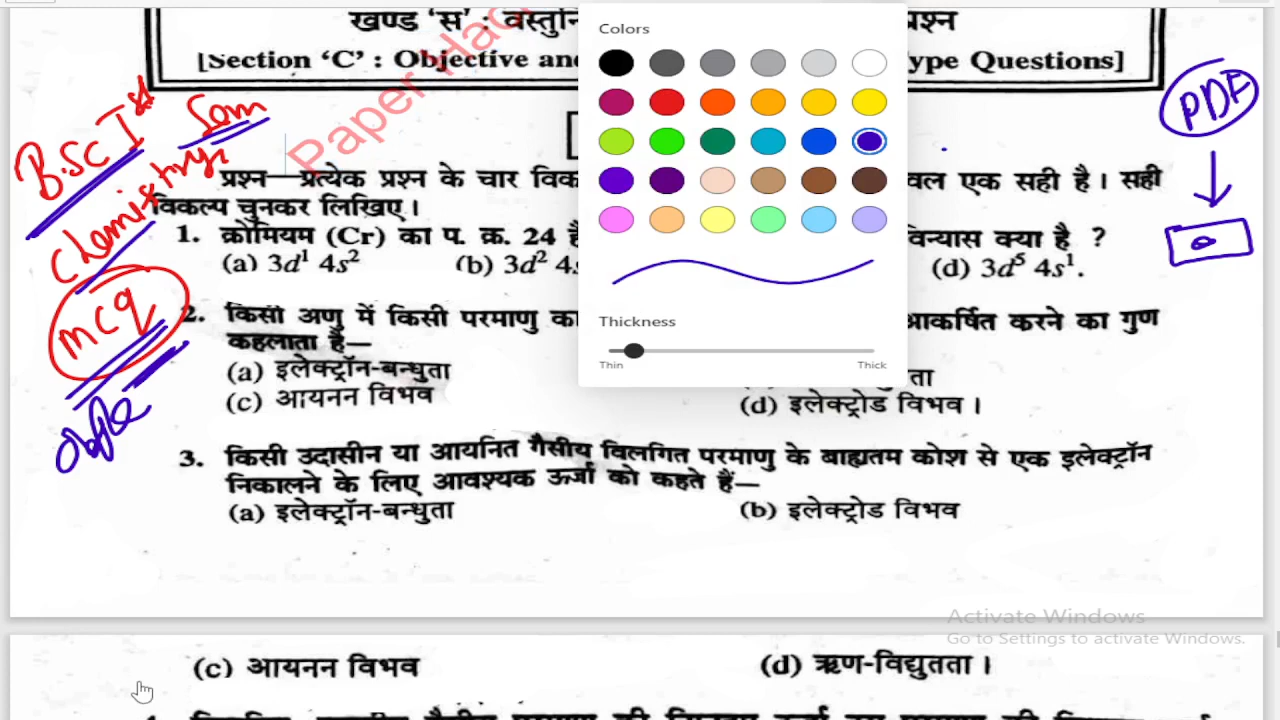 खण्ड 'स' : वस्तुनि
प्रश्न
[Section 'C' : Objective and
ype Questions]
Paper Hac
Colors
Thickness
Thin
Thick
B.SC Ist Sem
Chemistry
MCQ
PDF
प्रश्न—प्रत्येक प्रश्न के चार विक
वल एक सही है। सही
विकल्प चुनकर लिखिए।
1. क्रोमियम (Cr) का प. क्र. 24 है
विन्यास क्या है ?
(a) 3d¹ 4s²
(b) 3d² 4s
(d) 3d⁵ 4s¹.
2. किसी अणु में किसी परमाणु का
आकर्षित करने का गुण
कहलाता है—
(a) इलेक्ट्रॉन-बन्धुता
ता
(c) आयनन विभव
(d) इलेक्ट्रोड विभव।
3. किसी उदासीन या आयनित गैसीय विलगित परमाणु के बाह्यतम कोश से एक इलेक्ट्रॉन
निकालने के लिए आवश्यक ऊर्जा को कहते हैं—
(a) इलेक्ट्रॉन-बन्धुता
(b) इलेक्ट्रोड विभव
Activate Windows
Go to Settings to activate Windows.
(c) आयनन विभव
(d) ऋण-विद्युतता।